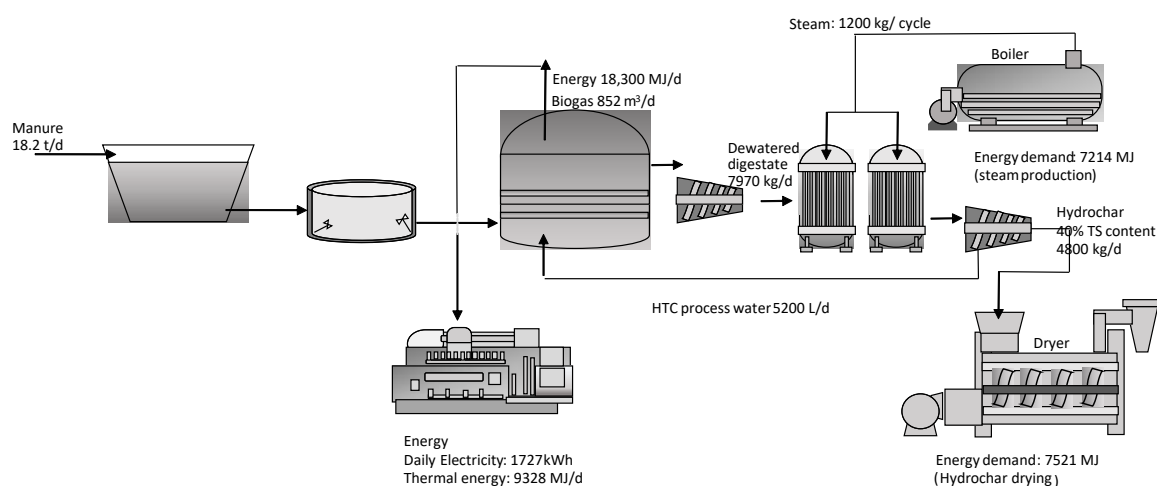 Steam: 1200 kg/ cycle
Boiler
Energy 18,300 MJ/d
Biogas 852 m³/d
Manure
18.2 t/d
Dewatered
digestate
7970 kg/d
Energy demand: 7214 MJ
(steam production)
Hydrochar
40% TS content
4800 kg/d
HTC process water 5200 L/d
Dryer
Energy
Daily Electricity: 1727kWh
Thermal energy: 9328 MJ/d
Energy demand: 7521 MJ
(Hydrochar drying)